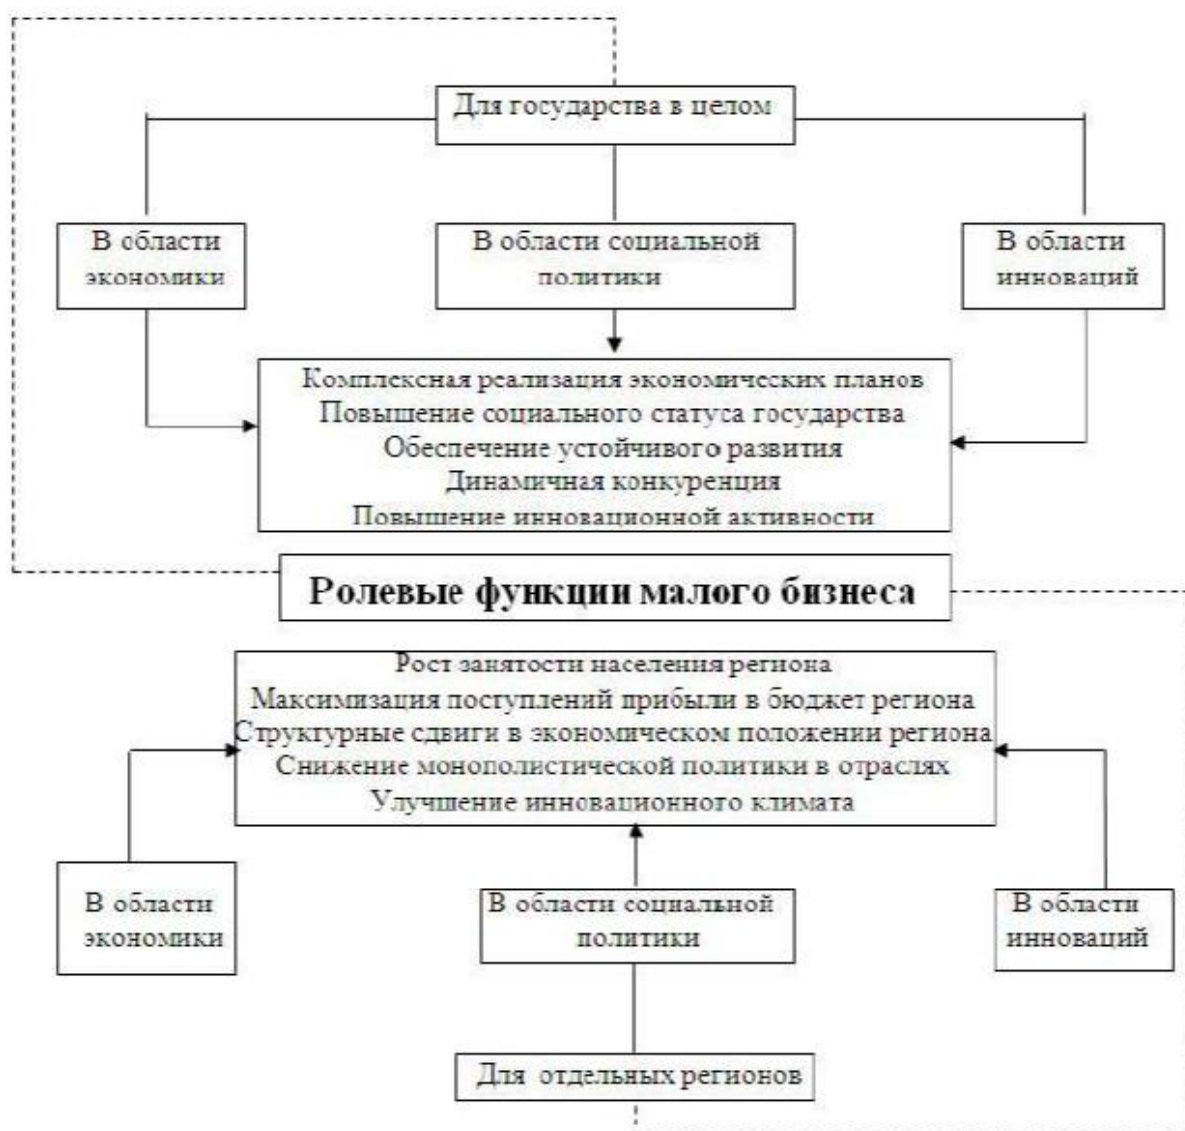 Для государства в целом
В области
экономики
В области социальной
политики
В области
инноваций
Комплексная реализация экономических планов
Повышение социального статуса государства
Обеспечение устойчивого развития
Динамичная конкуренция
Повышение инновационной активности
Ролевые функции малого бизнеса
Рост занятости населения региона
Максимизация поступлений прибыли в бюджет региона
Структурные сдвиги в экономическом положении региона
Снижение монополистической политики в отраслях
Улучшение инновационного климата
В области
экономики
В области социальной
политики
В области
инноваций
Для отдельных регионов